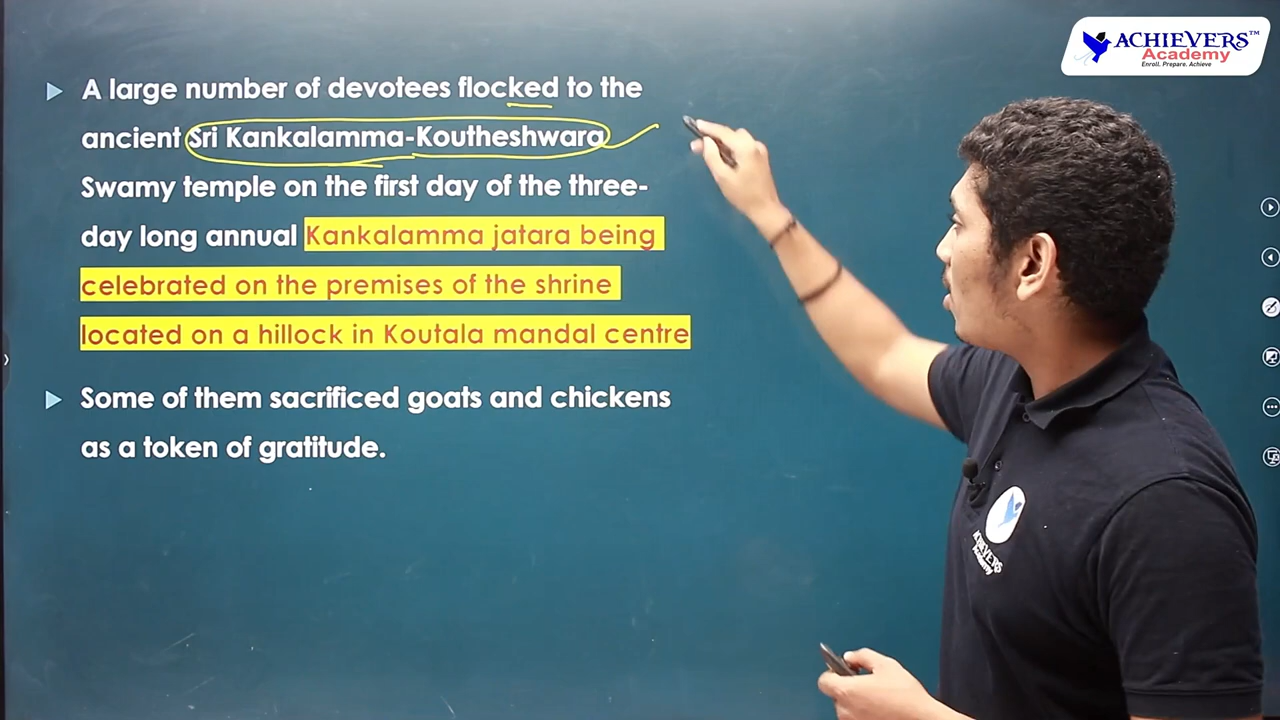 ACHIEVERS™
Academy
Enroll. Prepare. Achieve
A large number of devotees flocked to the
ancient Sri Kankalamma-Koutheshwara
Swamy temple on the first day of the three-
day long annual Kankalamma jatara being
celebrated on the premises of the shrine
located on a hillock in Koutala mandal centre
Some of them sacrificed goats and chickens
as a token of gratitude.
ACHIEVERS
Academy